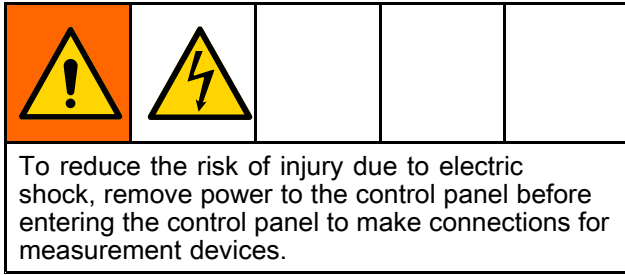 To reduce the risk of injury due to electric
shock, remove power to the control panel before
entering the control panel to make connections for
measurement devices.